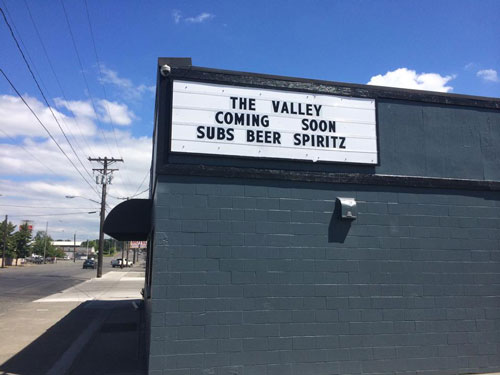 THE VALLEY
COMING SOON
SUBS BEER SPIRITZ